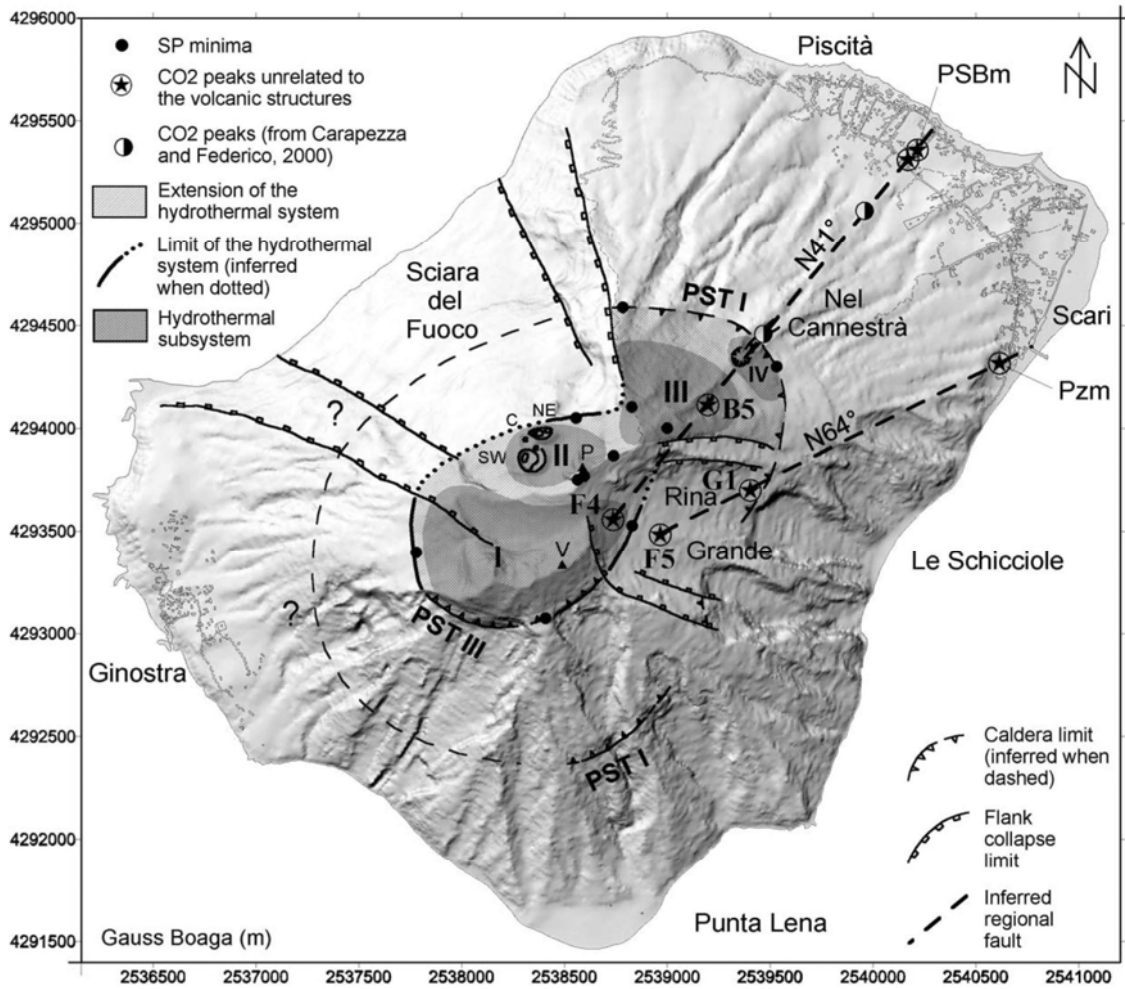 4296000
4295500
4295000
4294500
4294000
4293500
4293000
4292500
4292000
4291500
SP minima
CO2 peaks unrelated to
the volcanic structures
CO2 peaks (from Carapezza
and Federico, 2000)
Extension of the
hydrothermal system
Limit of the hydrothermal
system (inferred
when dotted)
Hydrothermal
subsystem
Piscità
N
PSBm
Sciara
del
Fuoco
N41°
PST I
Nel
Cannestrà
Scari
IV
III
B5
Pzm
N64°
?
NE
C
SW
II
P
G1
Rina
F4
F5
Grande
I
V
Le Schicciole
?
PST III
Ginostra
PST I
Caldera limit
(inferred when
dashed)
Flank
collapse
limit
Inferred
regional
fault
Punta Lena
Gauss Boaga (m)
2536500 2537000 2537500 2538000 2538500 2539000 2539500 2540000 2540500 2541000